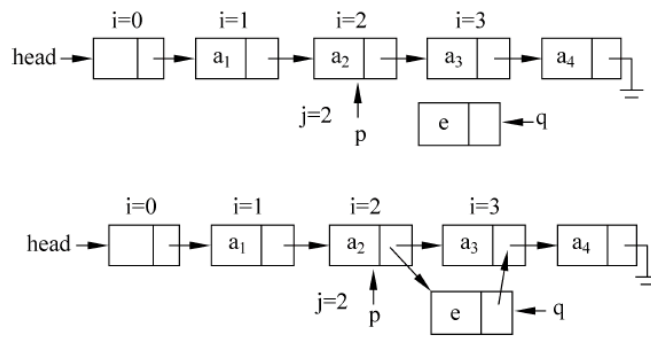 i=0 i=1 i=2 i=3
head a₁ a₂ a₃ a₄
j=2 p e q
i=0 i=1 i=2 i=3
head a₁ a₂ a₃ a₄
j=2 p e q